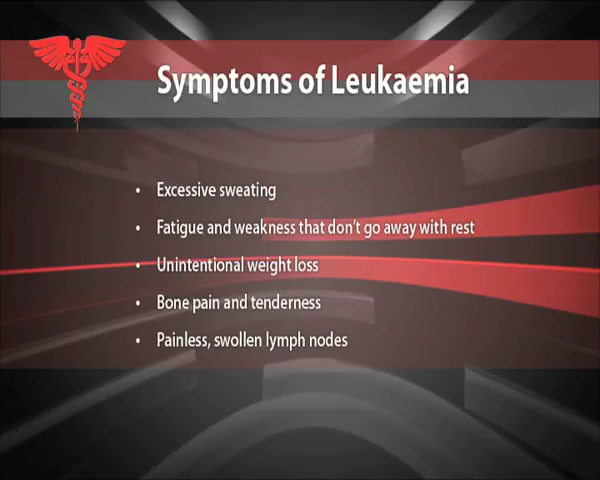 Symptoms of Leukaemia
• Excessive sweating
• Fatigue and weakness that don't go away with rest
• Unintentional weight loss
• Bone pain and tenderness
• Painless, swollen lymph nodes